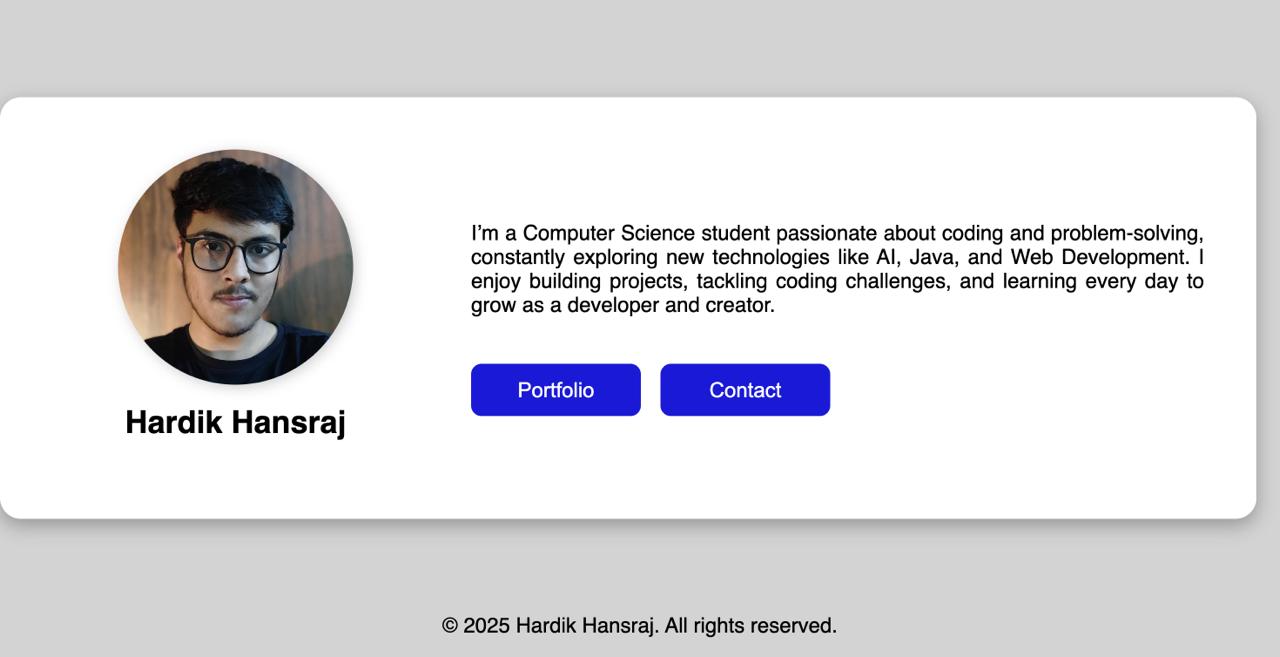 I’m a Computer Science student passionate about coding and problem-solving,
constantly exploring new technologies like AI, Java, and Web Development. I
enjoy building projects, tackling coding challenges, and learning every day to
grow as a developer and creator.
Portfolio
Contact
Hardik Hansraj
© 2025 Hardik Hansraj. All rights reserved.